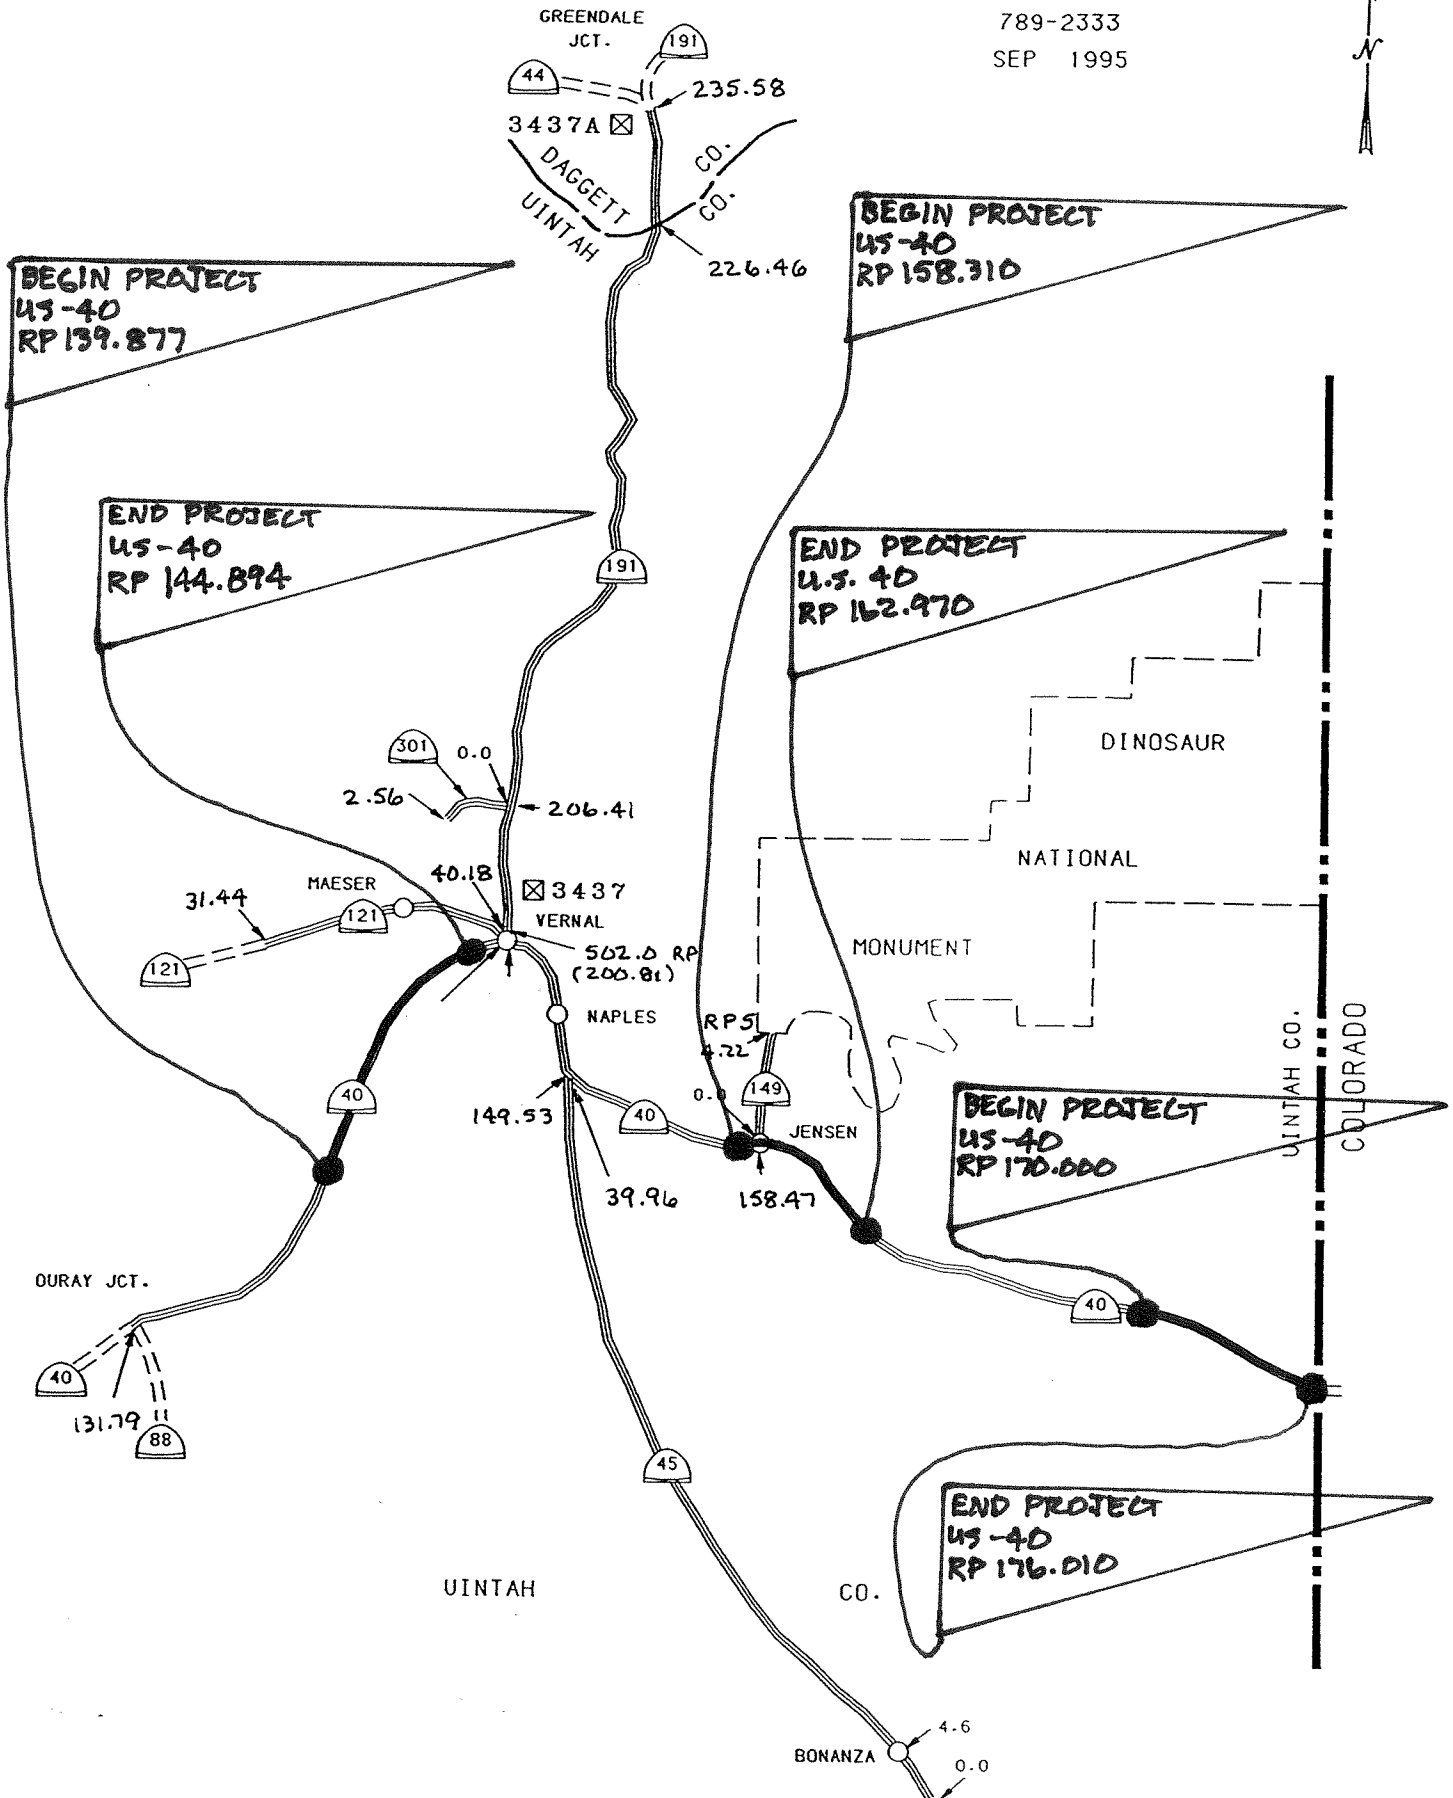 GREENDALE
JCT.
789-2333
SEP 1995
N
191
44
235.58
3437A
DAGGETT CO.
UINTAH CO.
226.46
BEGIN PROJECT
US-40
RP 139.877
BEGIN PROJECT
US-40
RP 158.310
END PROJECT
US-40
RP 144.894
END PROJECT
U.S. 40
RP 162.970
191
DINOSAUR
NATIONAL
MONUMENT
301
0.0
2.56
206.41
40.18
3437
MAESER
VERNAL
31.44
121
121
502.0 RP
(200.81)
NAPLES
RP5
4.22
149
0.0
40
149.53
40
JENSEN
39.96
158.47
UINTAH CO.
COLORADO
BEGIN PROJECT
US-40
RP 170.000
OURAY JCT.
40
40
131.79
88
45
END PROJECT
US-40
RP 176.010
UINTAH CO.
4.6
BONANZA
0.0